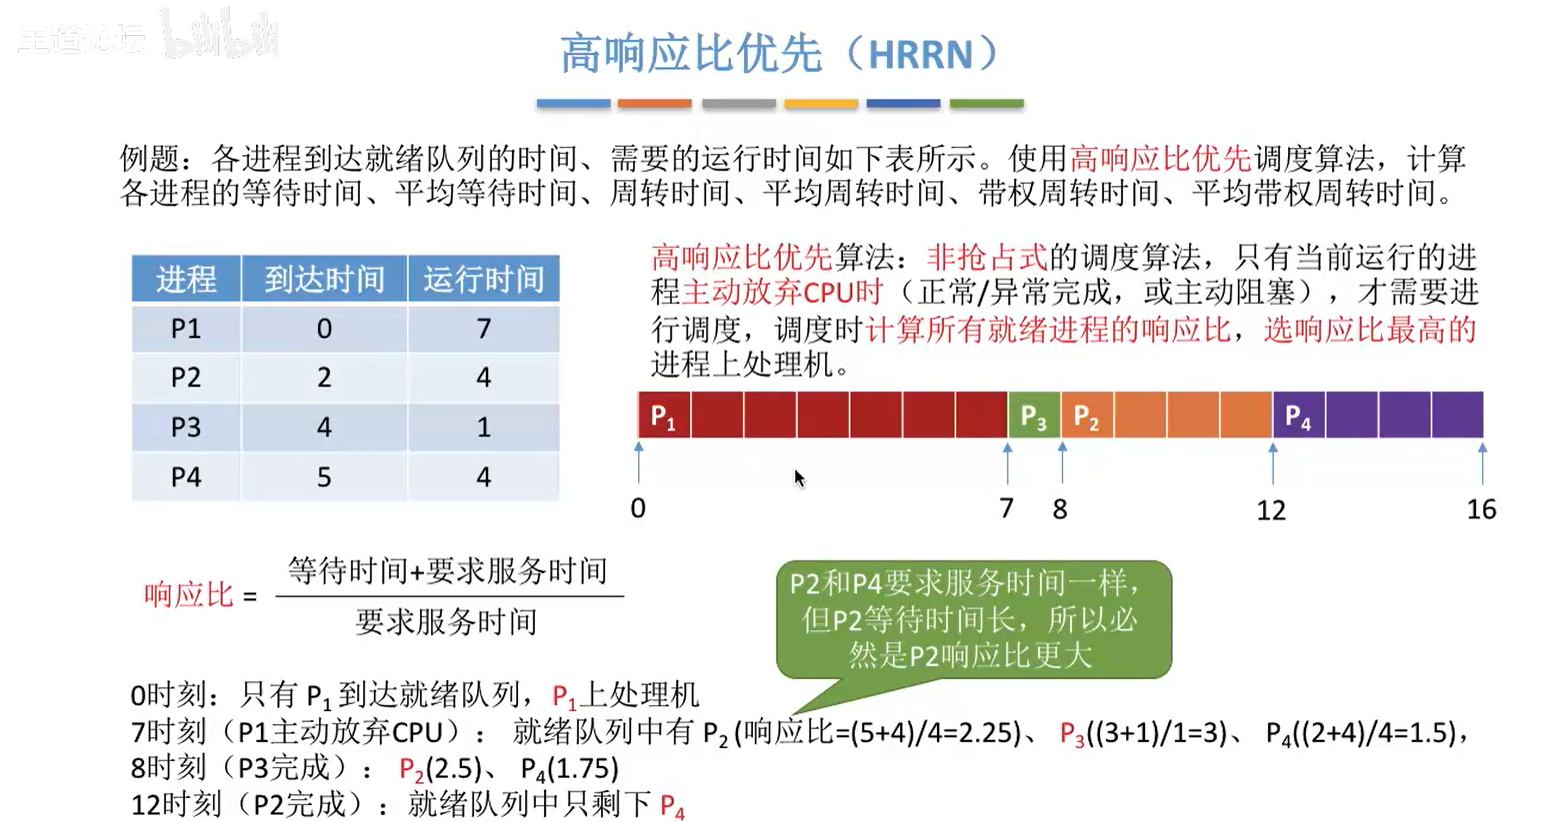 王道论坛 bilibili
高响应比优先（HRRN）
例题：各进程到达就绪队列的时间、需要的运行时间如下表所示。使用高响应比优先调度算法，计算
各进程的等待时间、平均等待时间、周转时间、平均周转时间、带权周转时间、平均带权周转时间。
进程 到达时间 运行时间
P1 0 7
P2 2 4
P3 4 1
P4 5 4
高响应比优先算法：非抢占式的调度算法，只有当前运行的进
程主动放弃CPU时（正常/异常完成，或主动阻塞），才需要进
行调度，调度时计算所有就绪进程的响应比，选响应比最高的
进程上处理机。
P₁ P₃ P₂ P₄
0 7 8 12 16
响应比 = 等待时间+要求服务时间
要求服务时间
P2和P4要求服务时间一样，
但P2等待时间长，所以必
然是P2响应比更大
0时刻：只有 P₁ 到达就绪队列，P₁上处理机
7时刻（P1主动放弃CPU）： 就绪队列中有 P₂ (响应比=(5+4)/4=2.25)、 P₃((3+1)/1=3)、 P₄((2+4)/4=1.5)，
8时刻（P3完成）： P₂(2.5)、 P₄(1.75)
12时刻（P2完成）：就绪队列中只剩下 P₄